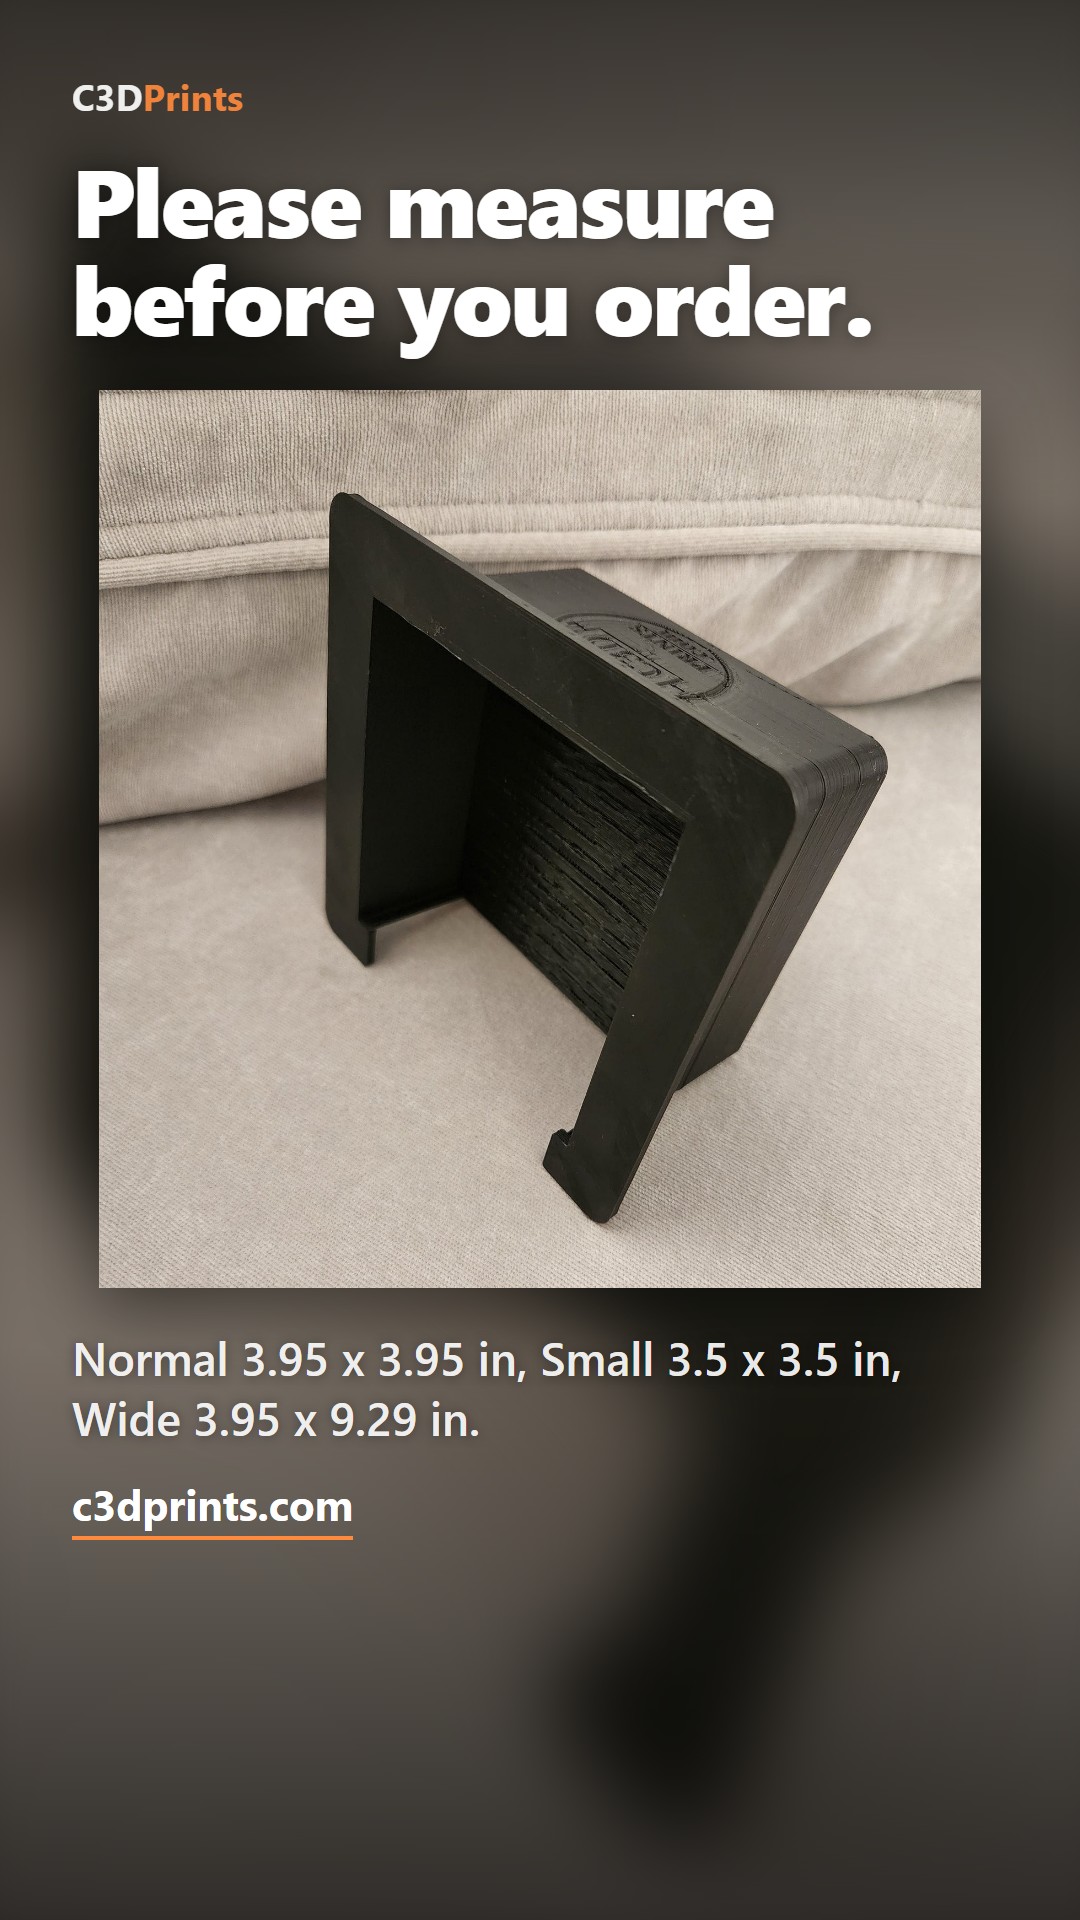 C3DPrints
Please measure
before you order.
Normal 3.95 x 3.95 in, Small 3.5 x 3.5 in,
Wide 3.95 x 9.29 in.
c3dprints.com